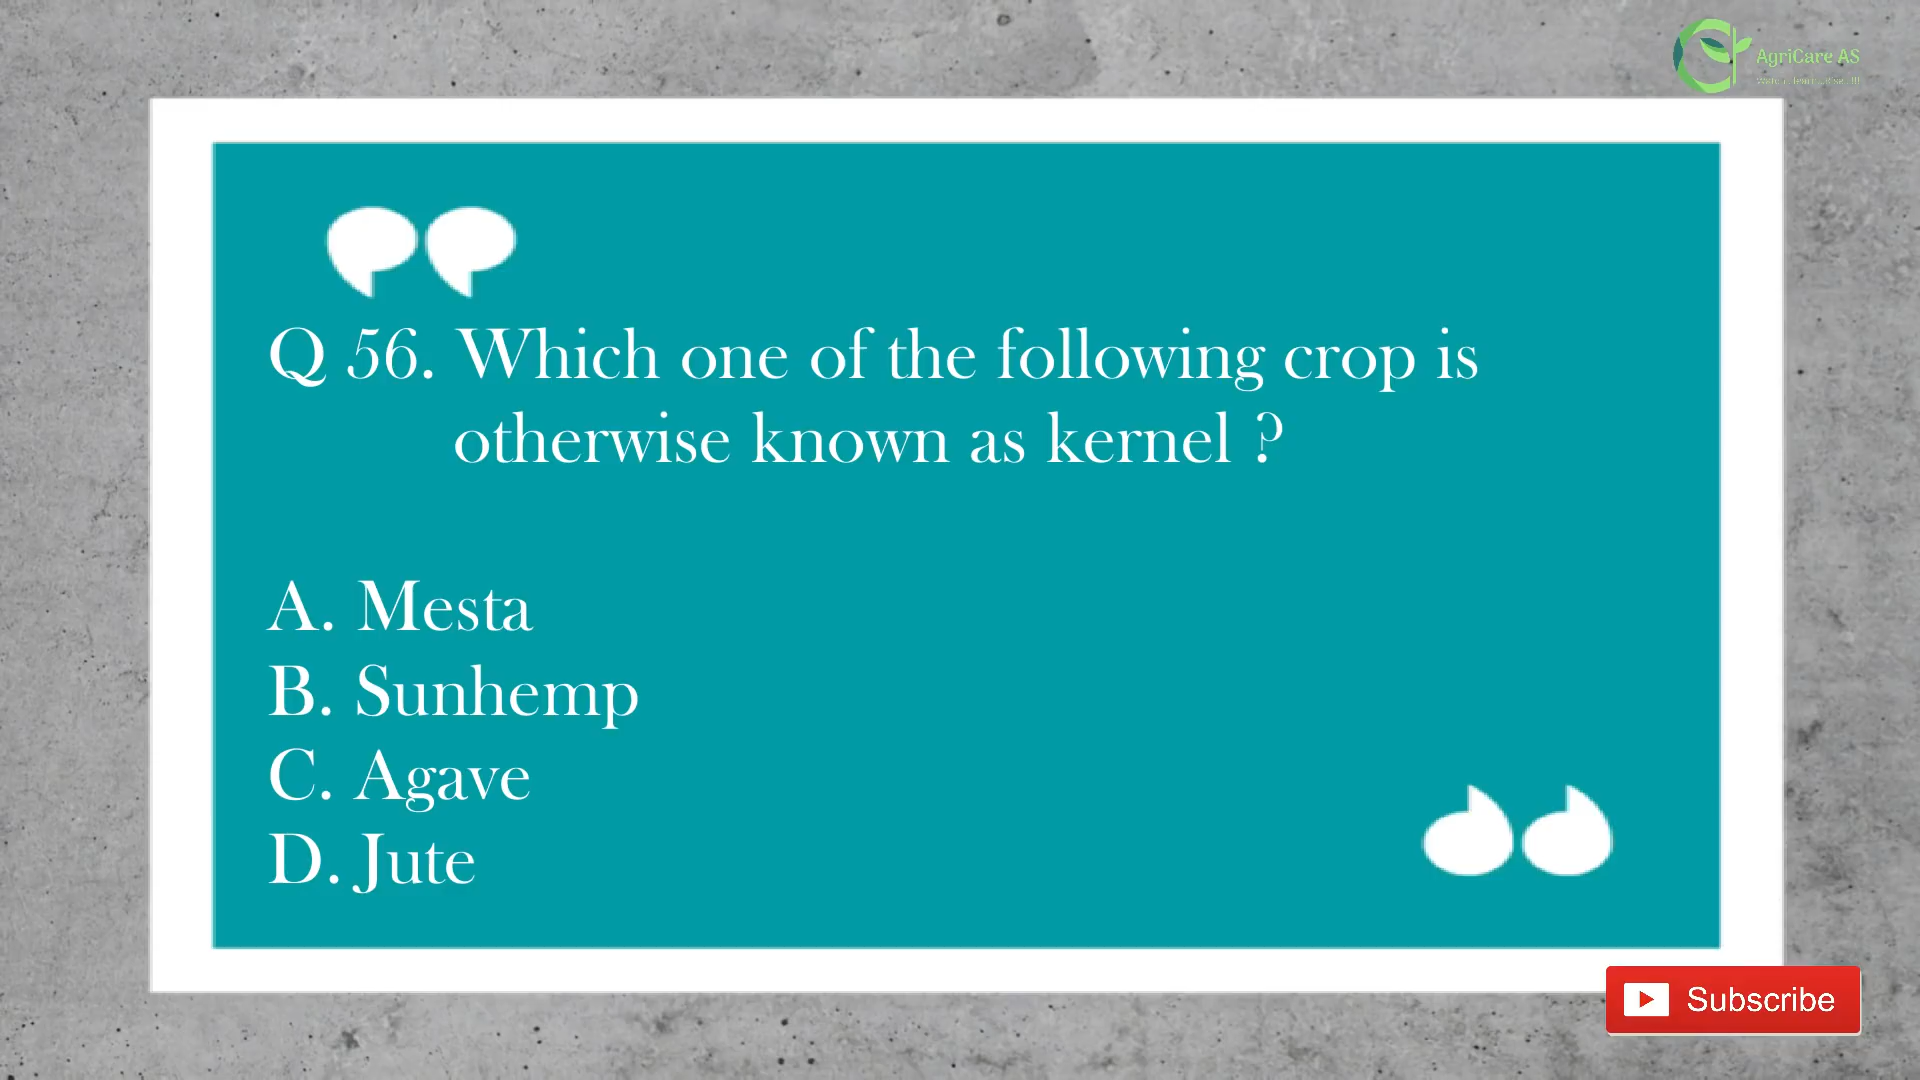 AgriCare AS
Q 56. Which one of the following crop is
otherwise known as kernel ?
A. Mesta
B. Sunhemp
C. Agave
D. Jute
Subscribe